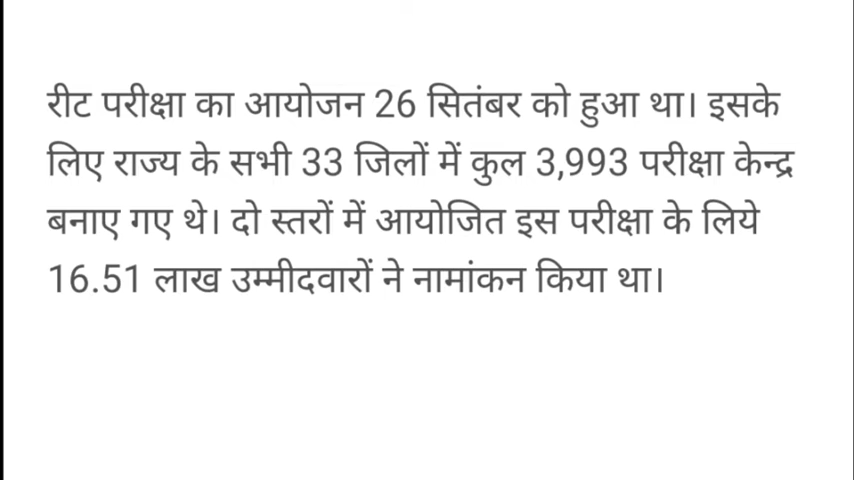 रीट परीक्षा का आयोजन 26 सितंबर को हुआ था। इसके
लिए राज्य के सभी 33 जिलों में कुल 3,993 परीक्षा केन्द्र
बनाए गए थे। दो स्तरों में आयोजित इस परीक्षा के लिये
16.51 लाख उम्मीदवारों ने नामांकन किया था।